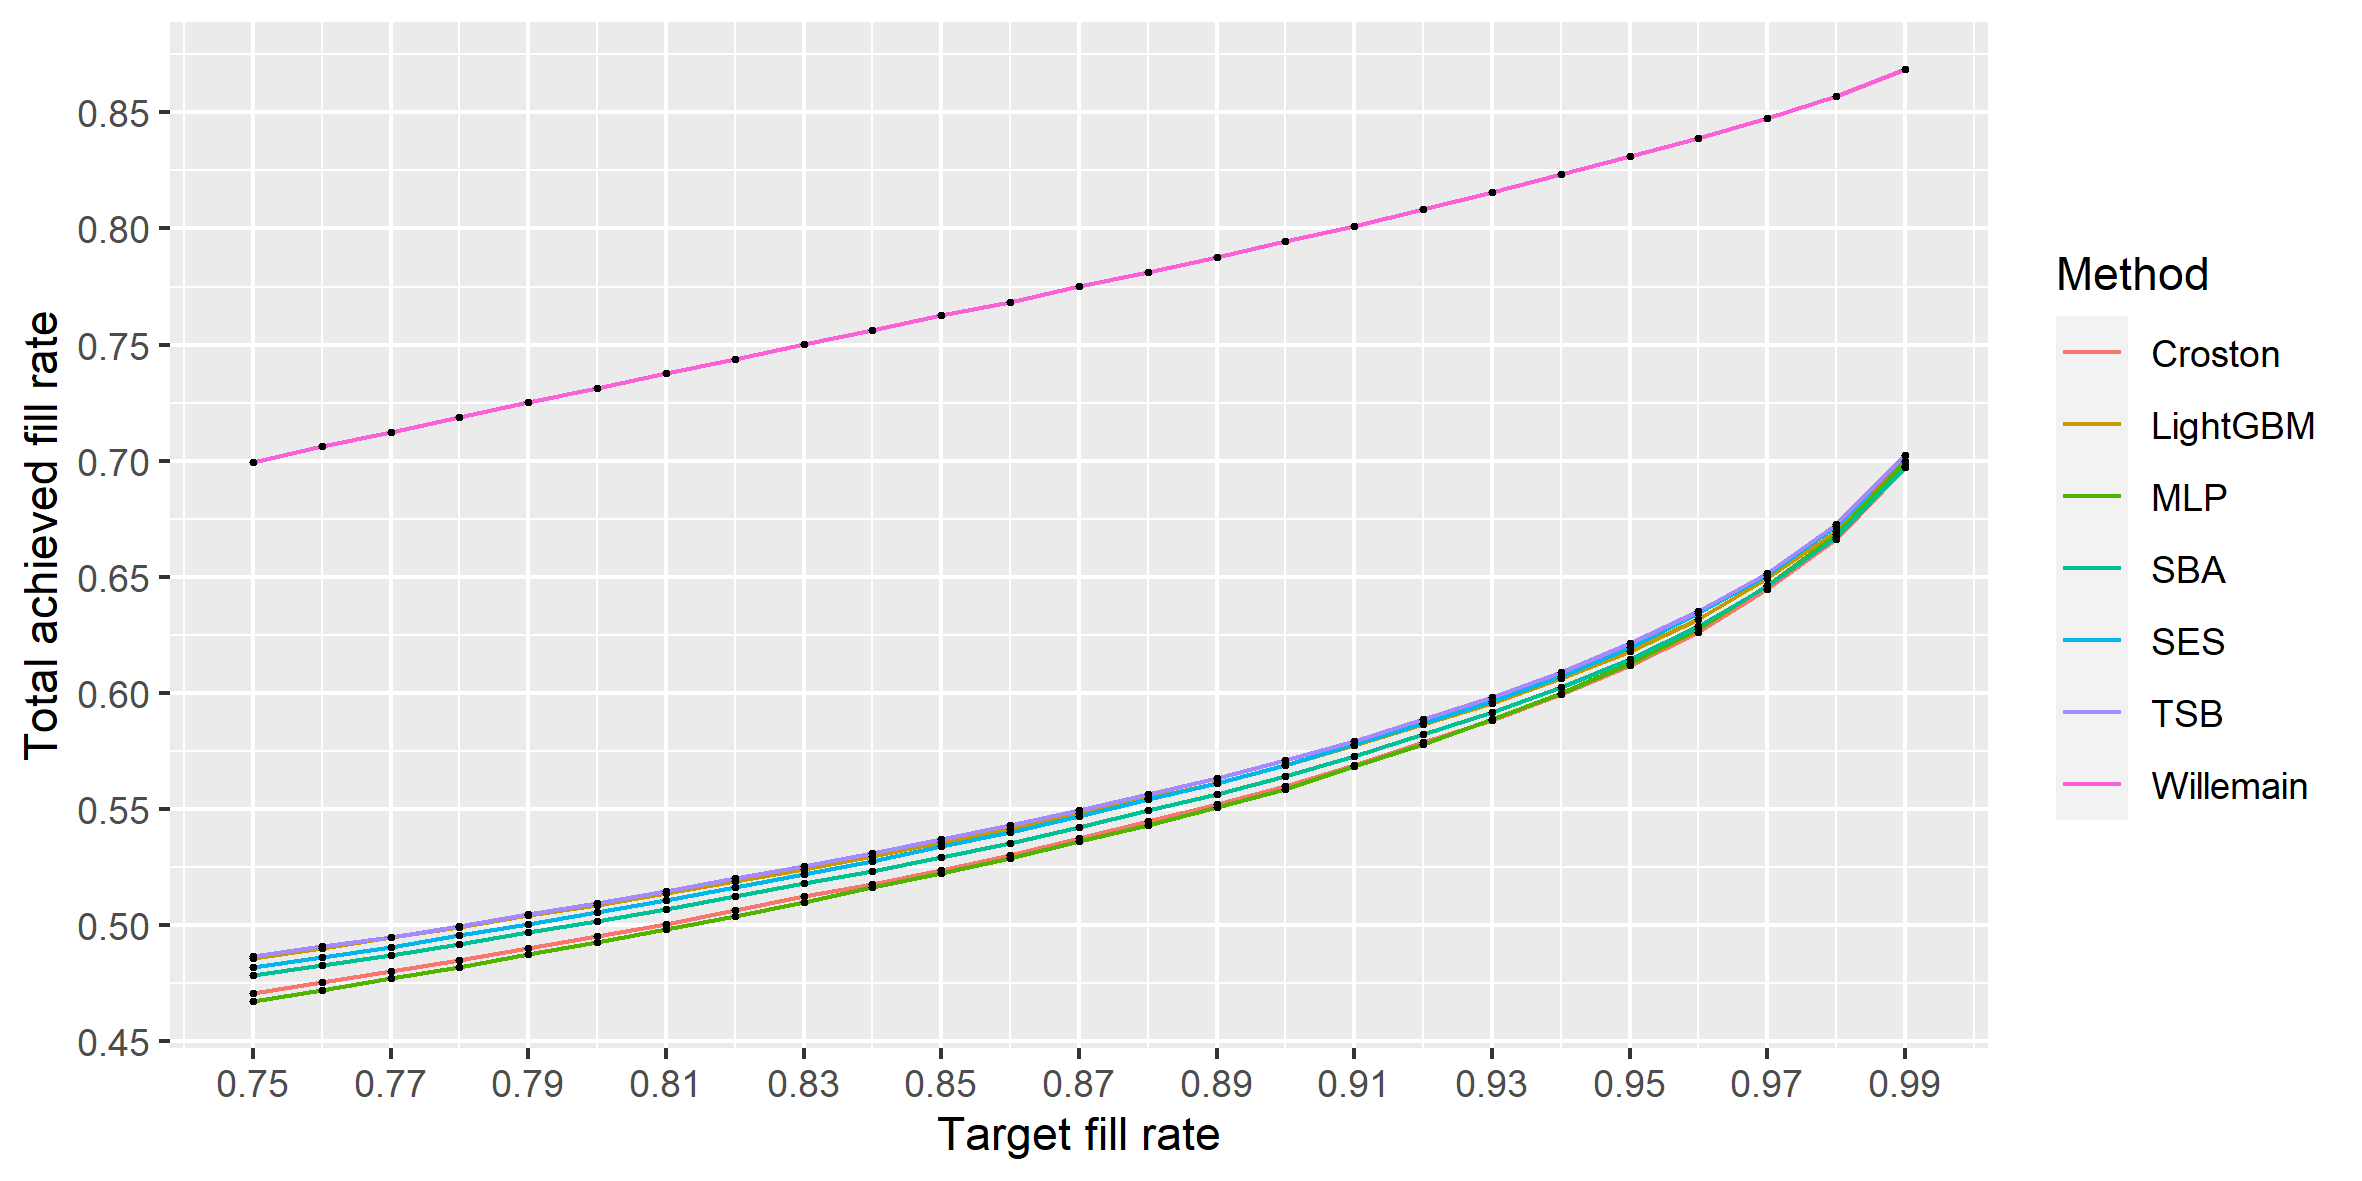 Total achieved fill rate
0.85
0.80
0.75
0.70
0.65
0.60
0.55
0.50
0.45
0.75 0.77 0.79 0.81 0.83 0.85 0.87 0.89 0.91 0.93 0.95 0.97 0.99
Target fill rate
Method
Croston
LightGBM
MLP
SBA
SES
TSB
Willemain